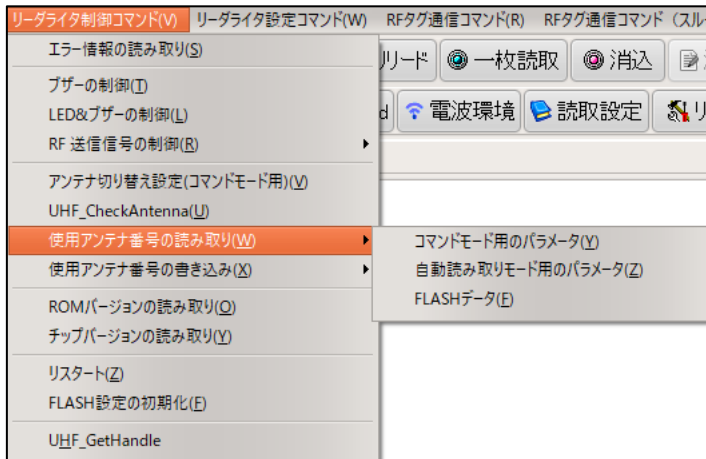 リーダライタ制御コマンド(V) リーダライタ設定コマンド(W) RFタグ通信コマンド(R) RFタグ通信コマンド（スル
エラー情報の読み取り(S)
リード 一枚読取 消込
ブザーの制御(T)
LED&ブザーの制御(L)
d 電波環境 読取設定 リ
RF 送信信号の制御(R)
アンテナ切り替え設定(コマンドモード用)(V)
UHF_CheckAntenna(U)
使用アンテナ番号の読み取り(W)
コマンドモード用のパラメータ(Y)
使用アンテナ番号の書き込み(X)
自動読み取りモード用のパラメータ(Z)
FLASHデータ(F)
ROMバージョンの読み取り(O)
チップバージョンの読み取り(Y)
リスタート(Z)
FLASH設定の初期化(F)
UHF_GetHandle